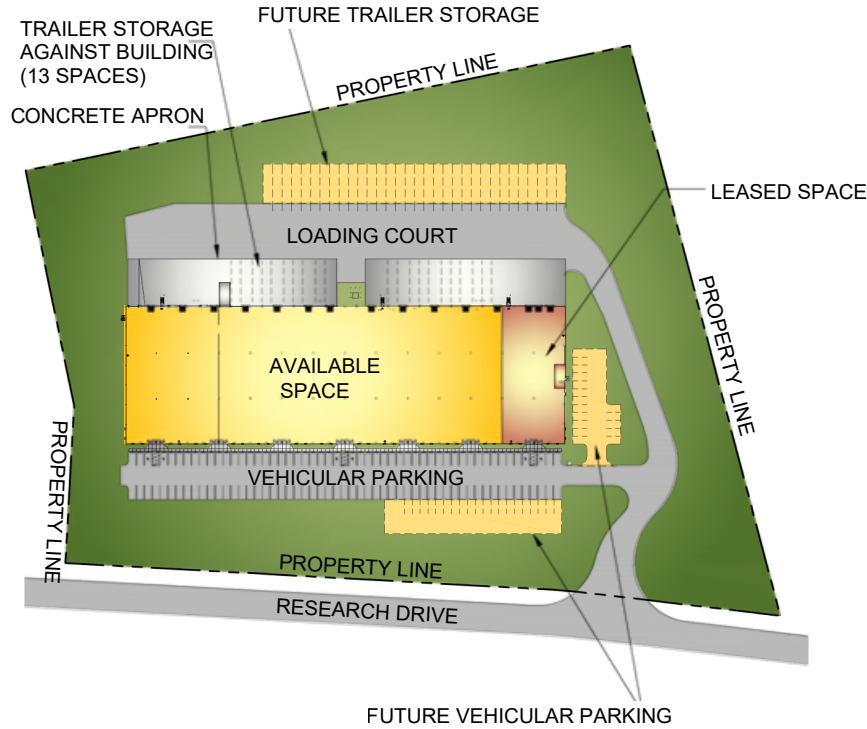 FUTURE TRAILER STORAGE
TRAILER STORAGE
AGAINST BUILDING
(13 SPACES)
PROPERTY LINE
CONCRETE APRON
LEASED SPACE
LOADING COURT
PROPERTY LINE
AVAILABLE
SPACE
PROPERTY LINE
VEHICULAR PARKING
PROPERTY LINE
RESEARCH DRIVE
FUTURE VEHICULAR PARKING